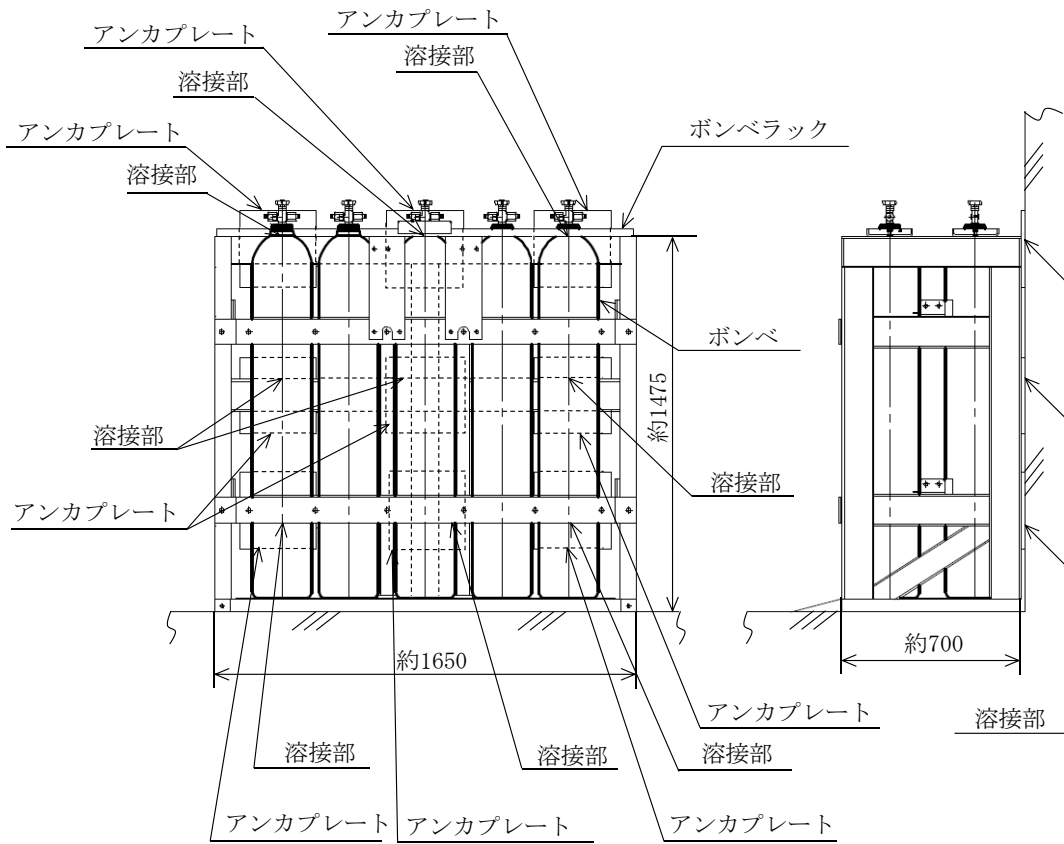 アンカプレート
アンカプレート
溶接部
溶接部
アンカプレート
ボンベラック
溶接部
ボンベ
約1475
溶接部
溶接部
アンカプレート
約700
約1650
アンカプレート
溶接部
溶接部
溶接部
溶接部
アンカプレート
アンカプレート
アンカプレート